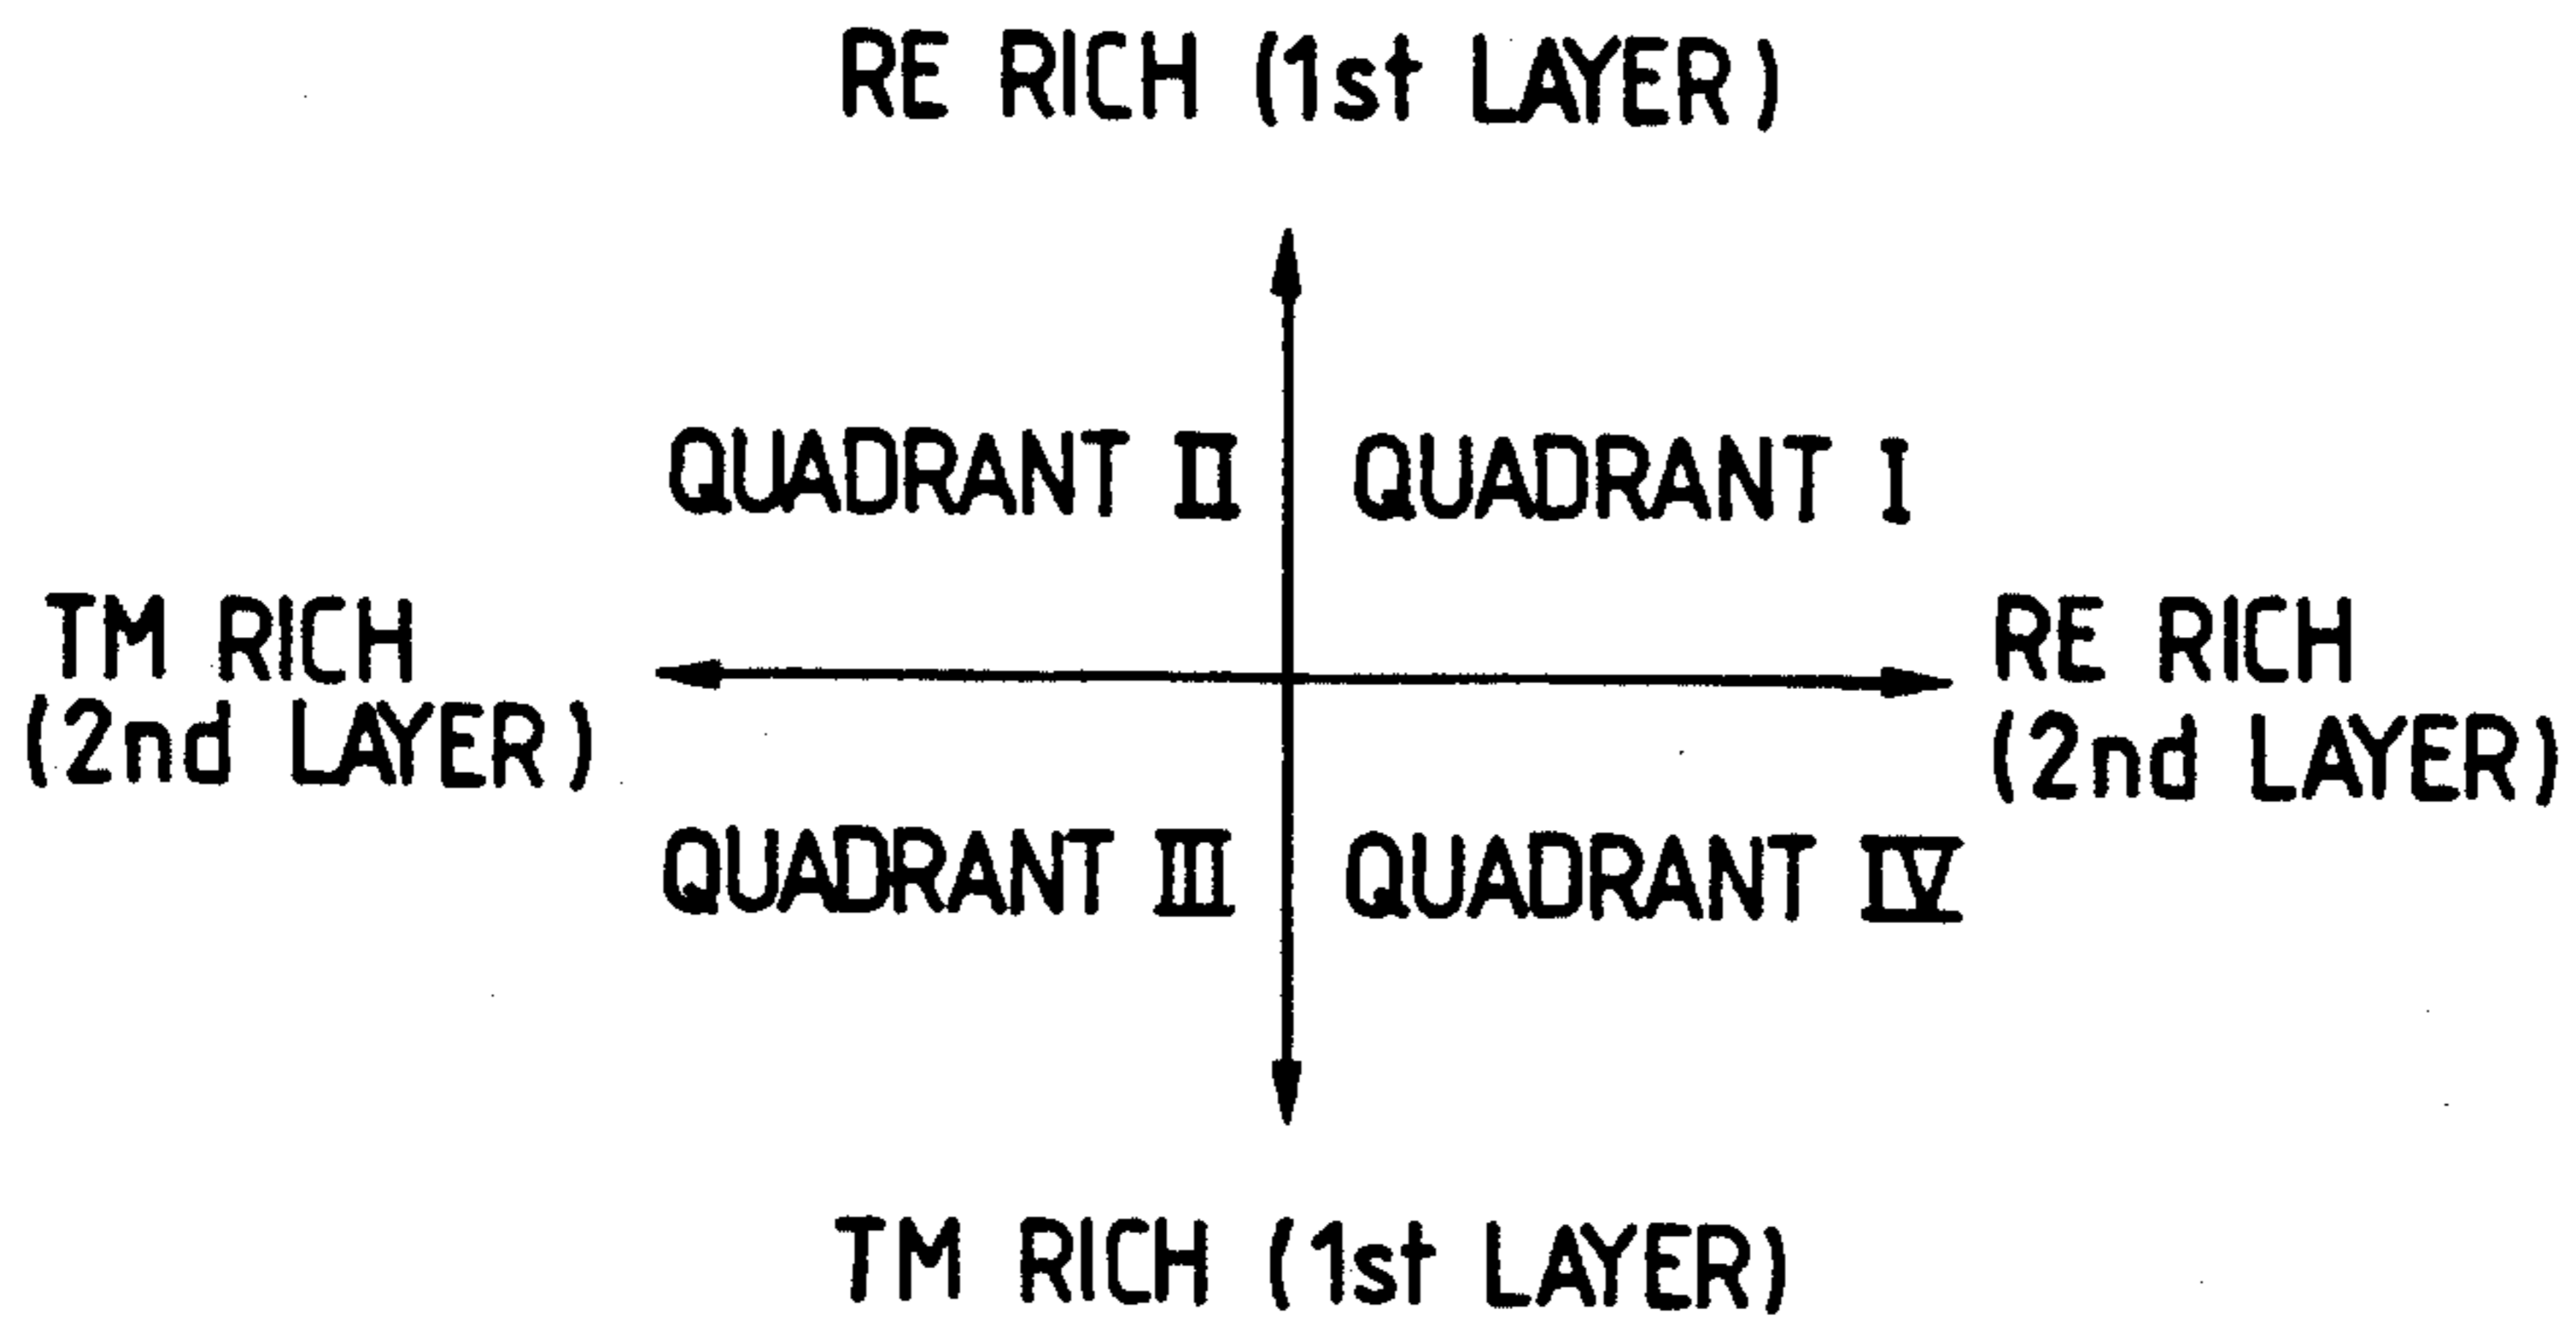 RE RICH (1st LAYER)
QUADRANT II
QUADRANT I
TM RICH
(2nd LAYER)
RE RICH
(2nd LAYER)
QUADRANT III
QUADRANT IV
TM RICH (1st LAYER)